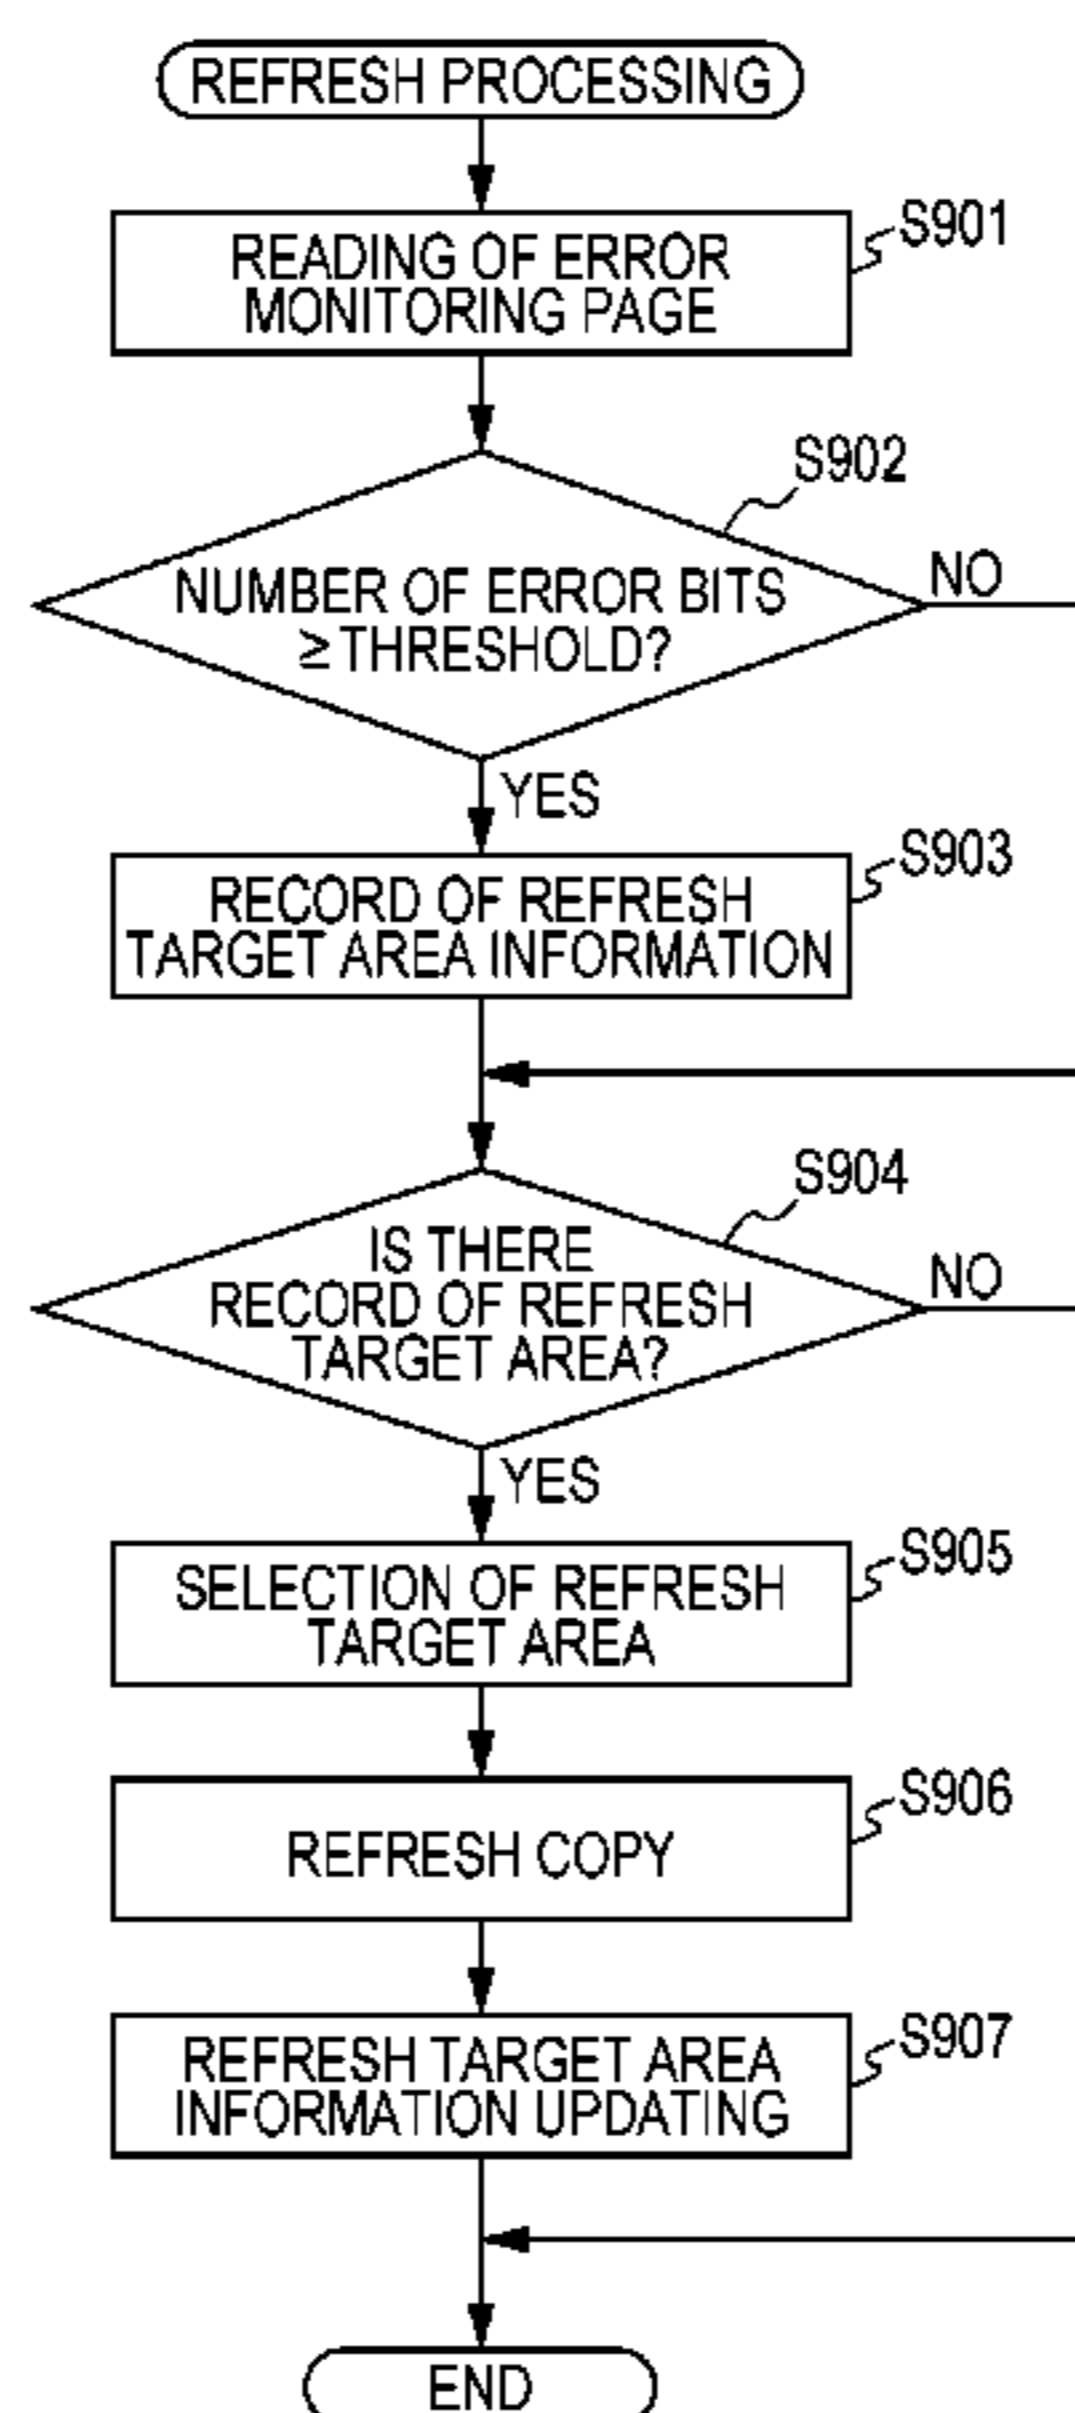 REFRESH PROCESSING
S901
READING OF ERROR
MONITORING PAGE
S902
NUMBER OF ERROR BITS
≥ THRESHOLD?
NO
YES
S903
RECORD OF REFRESH
TARGET AREA INFORMATION
S904
IS THERE
RECORD OF REFRESH
TARGET AREA?
NO
YES
S905
SELECTION OF REFRESH
TARGET AREA
S906
REFRESH COPY
S907
REFRESH TARGET AREA
INFORMATION UPDATING
END